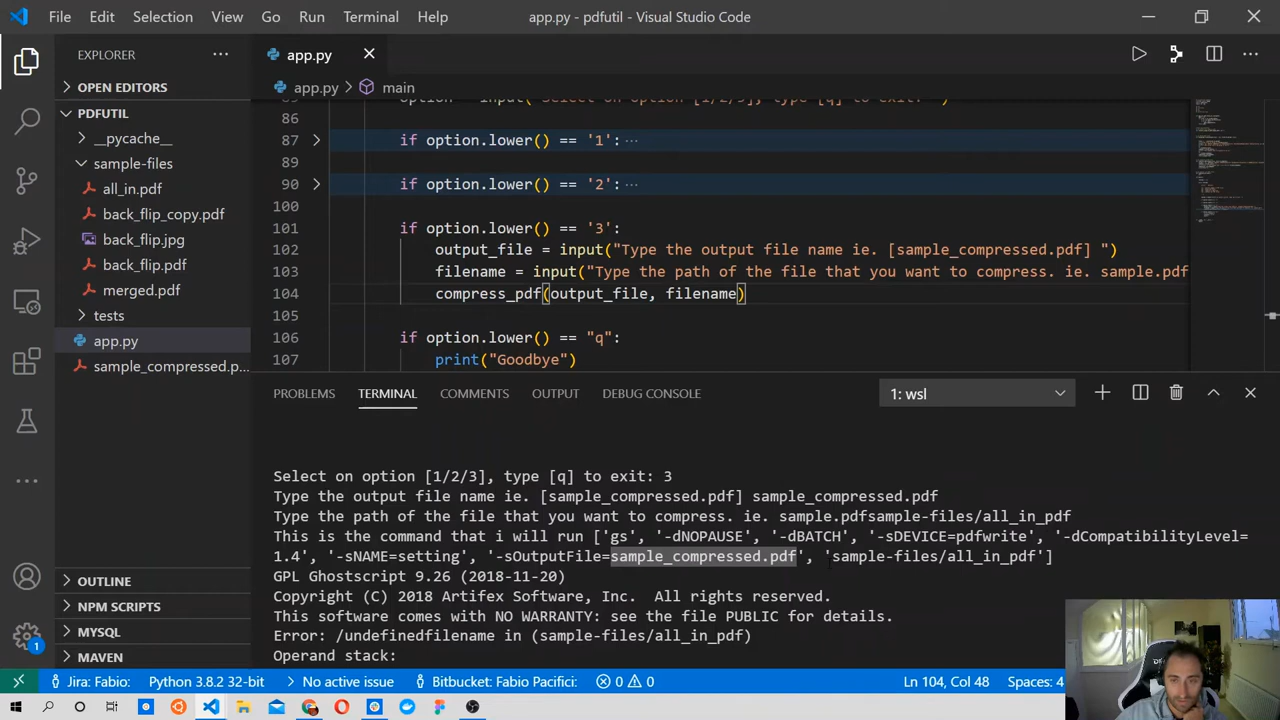 File Edit Selection View Go Run Terminal Help app.py - pdfutil - Visual Studio Code
EXPLORER
app.py
OPEN EDITORS
app.py > main
PDFUTIL
__pycache__
sample-files
all_in.pdf
back_flip_copy.pdf
back_flip.jpg
back_flip.pdf
merged.pdf
tests
app.py
sample_compressed.p...
OUTLINE
NPM SCRIPTS
MYSQL
MAVEN
86
87 if option.lower() == '1': ...
89
90 if option.lower() == '2': ...
100
101 if option.lower() == '3':
102 output_file = input("Type the output file name ie. [sample_compressed.pdf] ")
103 filename = input("Type the path of the file that you want to compress. ie. sample.pdf
104 compress_pdf(output_file, filename)
105
106 if option.lower() == "q":
107 print("Goodbye")
PROBLEMS TERMINAL COMMENTS OUTPUT DEBUG CONSOLE 1: wsl
Select on option [1/2/3], type [q] to exit: 3
Type the output file name ie. [sample_compressed.pdf] sample_compressed.pdf
Type the path of the file that you want to compress. ie. sample.pdfsample-files/all_in_pdf
This is the command that i will run ['gs', '-dNOPAUSE', '-dBATCH', '-sDEVICE=pdfwrite', '-dCompatibilityLevel=
1.4', '-sNAME=setting', '-sOutputFile=sample_compressed.pdf', 'sample-files/all_in_pdf']
GPL Ghostscript 9.26 (2018-11-20)
Copyright (C) 2018 Artifex Software, Inc.  All rights reserved.
This software comes with NO WARRANTY: see the file PUBLIC for details.
Error: /undefinedfilename in (sample-files/all_in_pdf)
Operand stack:
1
Jira: Fabio: Python 3.8.2 32-bit No active issue Bitbucket: Fabio Pacifici: 0 0 Ln 104, Col 48 Spaces: 4